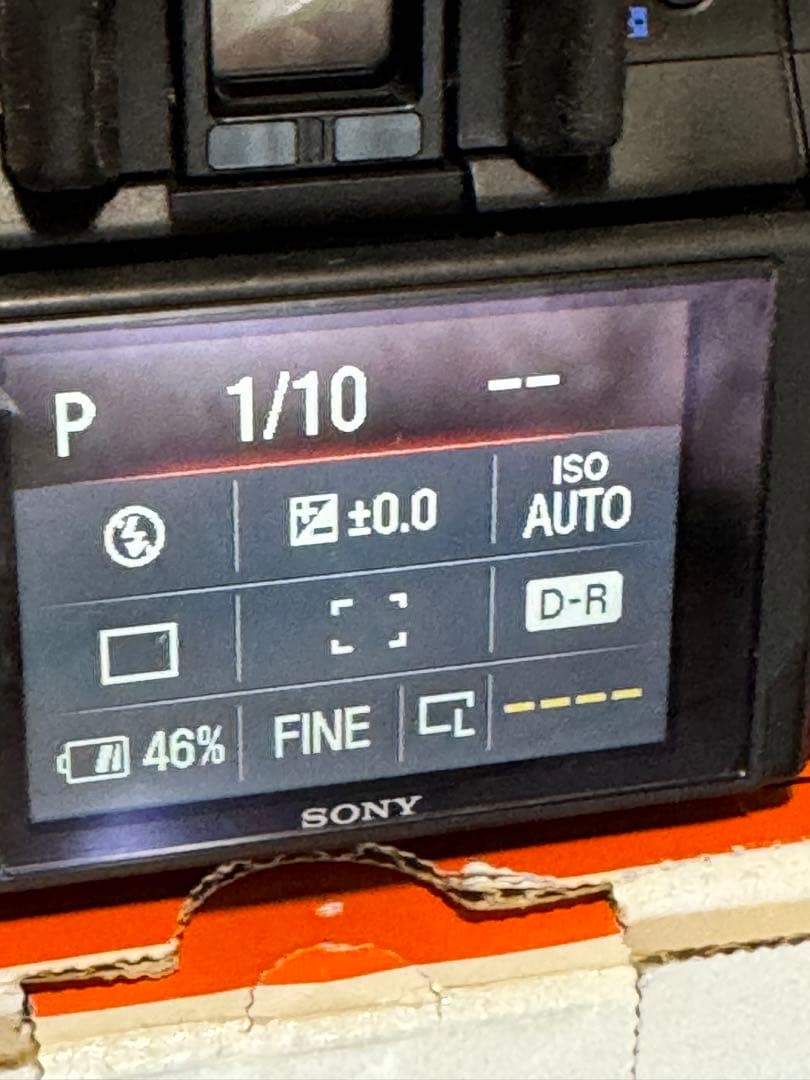 P 1/10 --
±0.0 ISO AUTO
D-R
46% FINE L ----
SONY